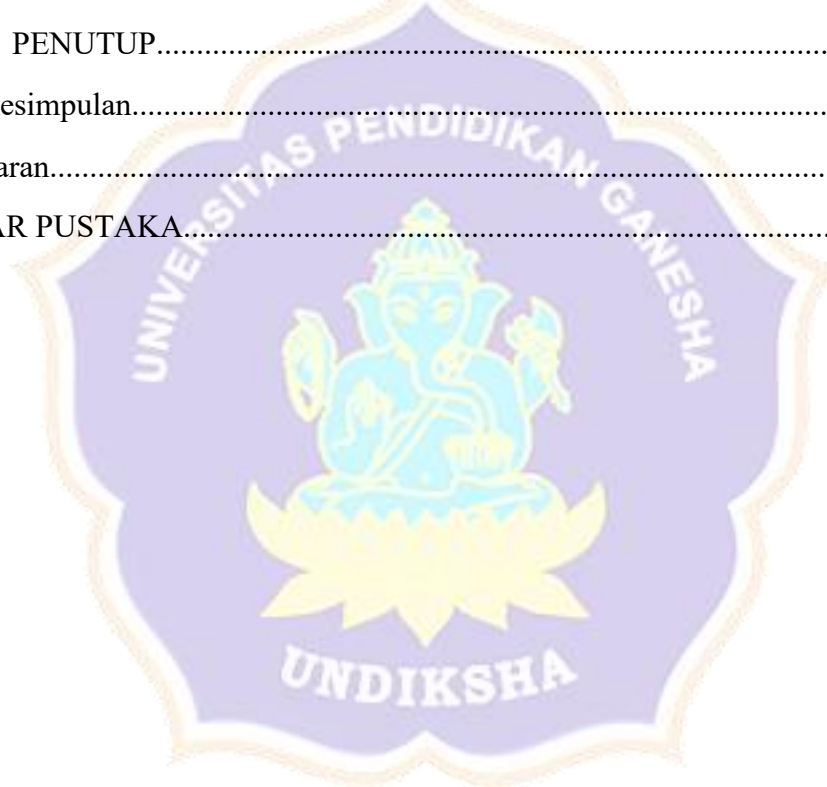 PENUTUP................................................................................
esimpulan................................................................................
aran................................................................................
AR PUSTAKA................................................................................
UNIVERSITAS PENDIDIKAN GANESHA
UNDIKSHA